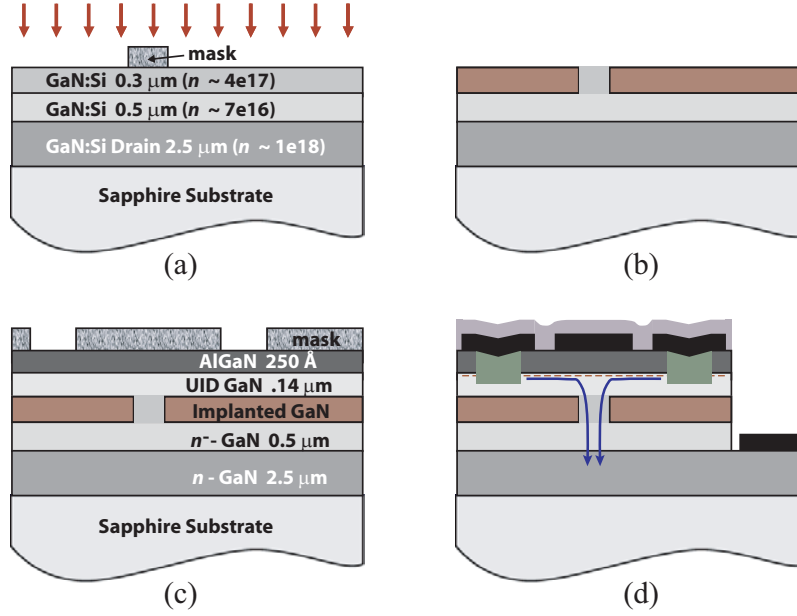 mask
GaN:Si 0.3 μm (n ~ 4e17)
GaN:Si 0.5 μm (n ~ 7e16)
GaN:Si Drain 2.5 μm (n ~ 1e18)
Sapphire Substrate
(a)
(b)
mask
AlGaN 250 Å
UID GaN .14 μm
Implanted GaN
n⁻- GaN 0.5 μm
n - GaN 2.5 μm
Sapphire Substrate
(c)
(d)